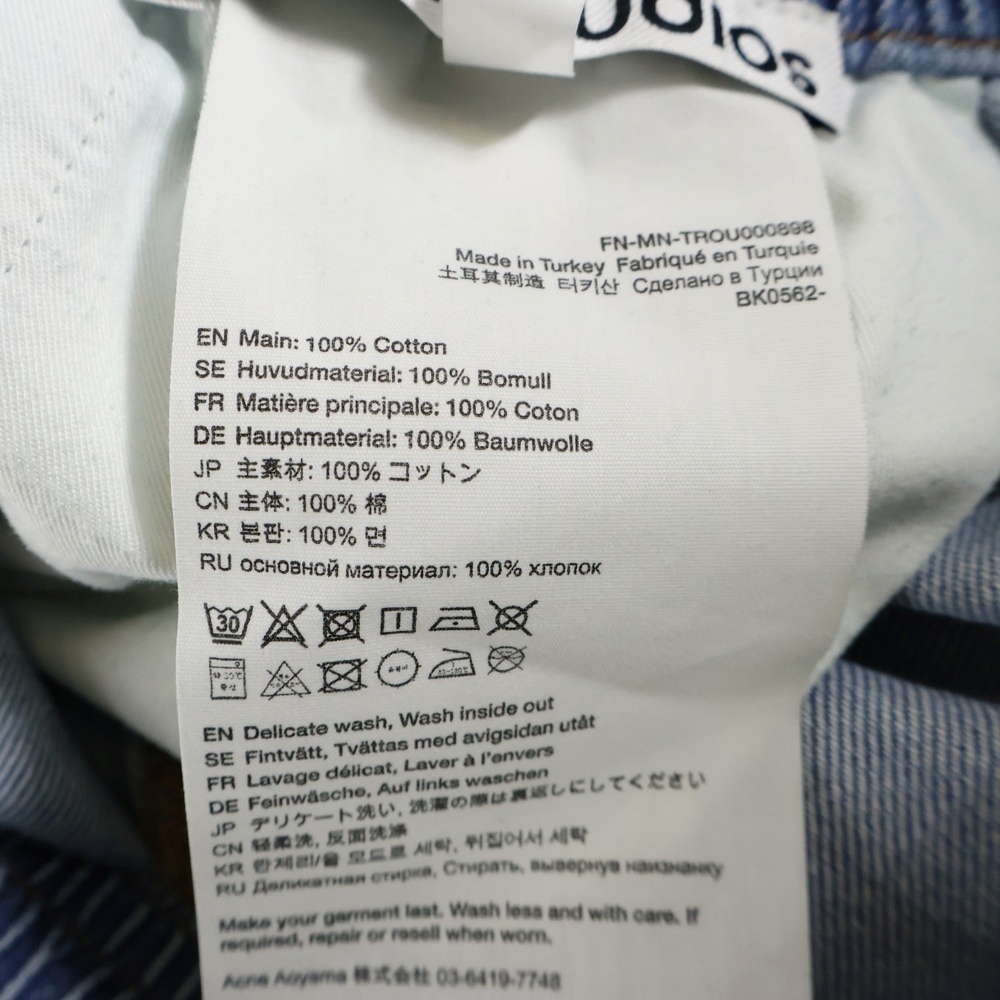 UDIOS
FN-MN-TROU000898
Made in Turkey Fabriqué en Turquie
土耳其制造 터키산 Сделано в Турции
BK0562-
EN Main: 100% Cotton
SE Huvudmaterial: 100% Bomull
FR Matière principale: 100% Coton
DE Hauptmaterial: 100% Baumwolle
JP 主素材: 100% コットン
CN 主体: 100% 棉
KR 본판: 100% 면
RU основной материал: 100% хлопок
30
EN Delicate wash, Wash inside out
SE Fintvätt, Tvättas med avigsidan utåt
FR Lavage délicat, Laver à l'envers
DE Feinwäsche, Auf links waschen
JP デリケート洗い, 洗濯の際は裏返しにしてください
CN 轻柔洗, 反面洗涤
KR 란제리/울 모드로 세탁, 뒤집어서 세탁
RU Деликатная стирка, Стирать, вывернув наизнанку
Make your garment last. Wash less and with care. If
required, repair or resell when worn.
Acne Aoyama 株式会社 03-6419-7748